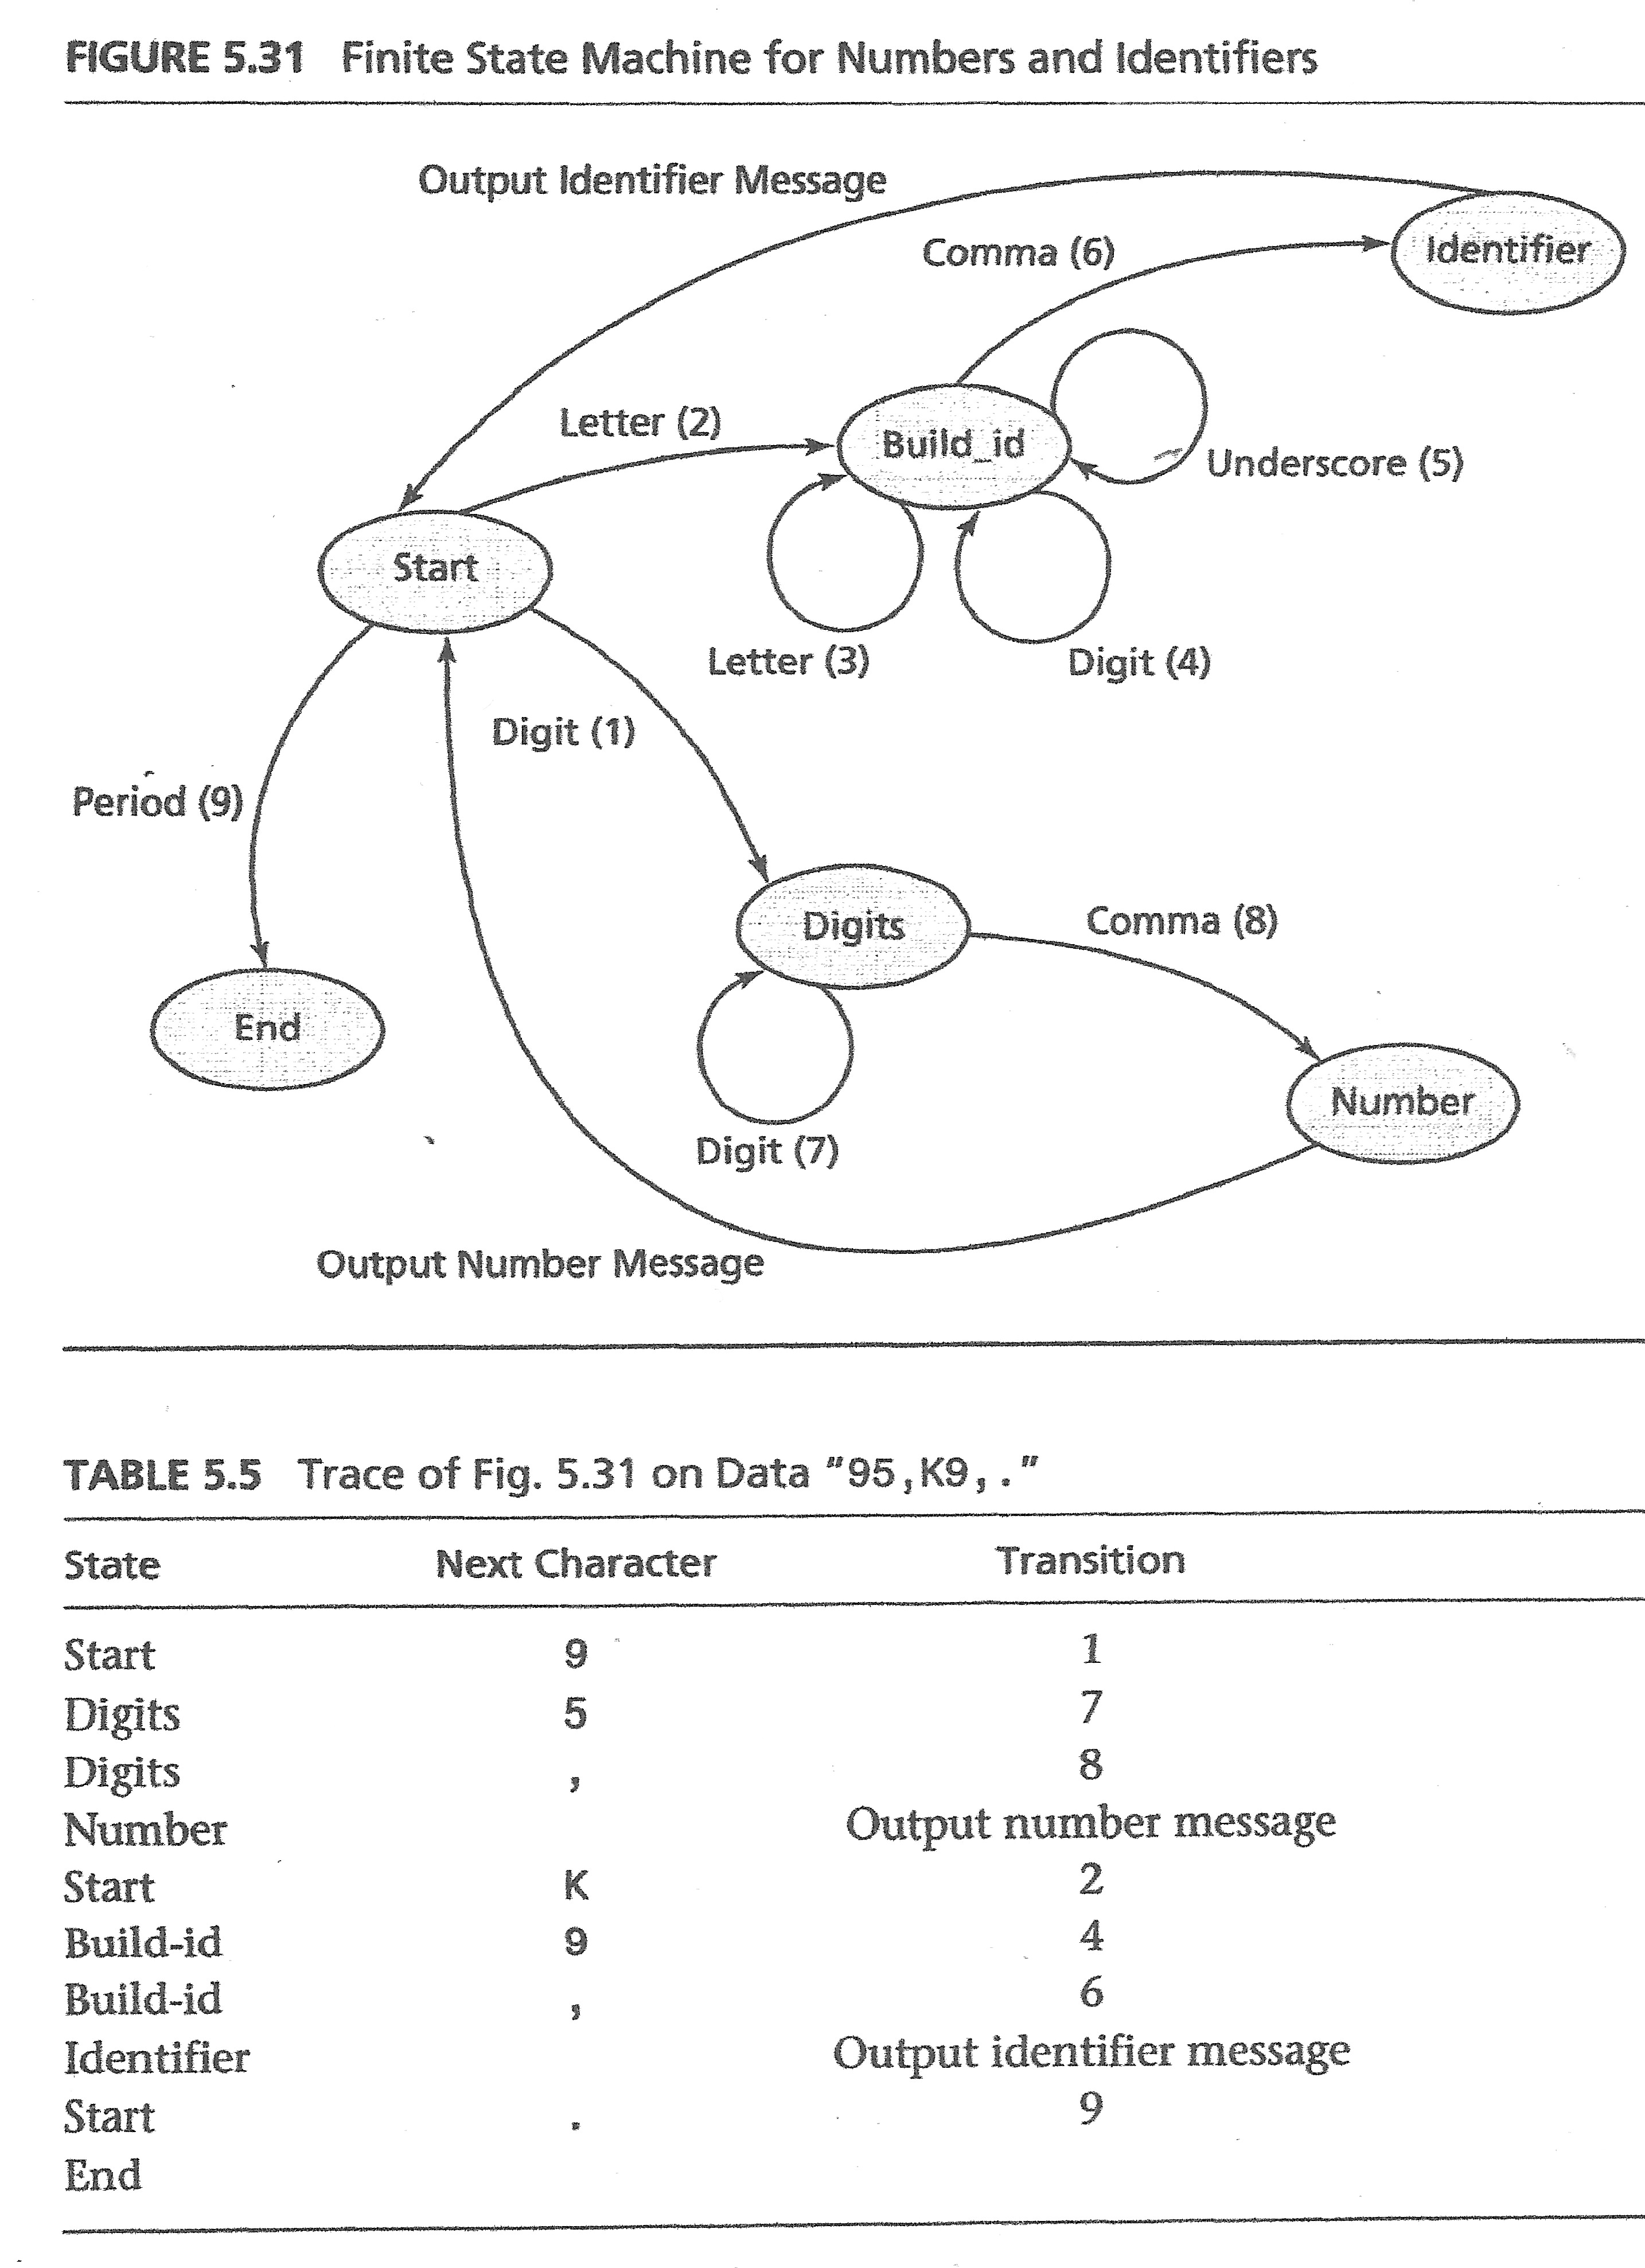 FIGURE 5.31 Finite State Machine for Numbers and Identifiers
Output Identifier Message
Comma (6)
Identifier
Letter (2)
Build_id
Underscore (5)
Start
Letter (3)
Digit (4)
Digit (1)
Period (9)
Digits
Comma (8)
End
Number
Digit (7)
Output Number Message
TABLE 5.5 Trace of Fig. 5.31 on Data "95,K9,."
State Next Character Transition
Start 9 1
Digits 5 7
Digits , 8
Number Output number message
Start K 2
Build-id 9 4
Build-id , 6
Identifier Output identifier message
Start . 9
End